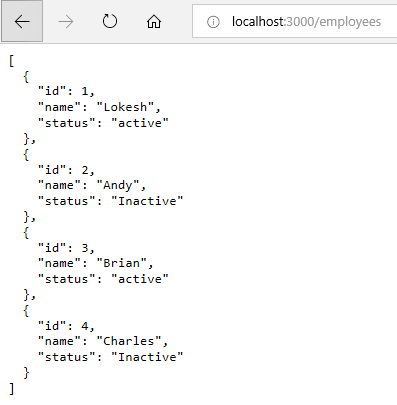 localhost:3000/employees
[
  {
    "id": 1,
    "name": "Lokesh",
    "status": "active"
  },
  {
    "id": 2,
    "name": "Andy",
    "status": "Inactive"
  },
  {
    "id": 3,
    "name": "Brian",
    "status": "active"
  },
  {
    "id": 4,
    "name": "Charles",
    "status": "Inactive"
  }
]